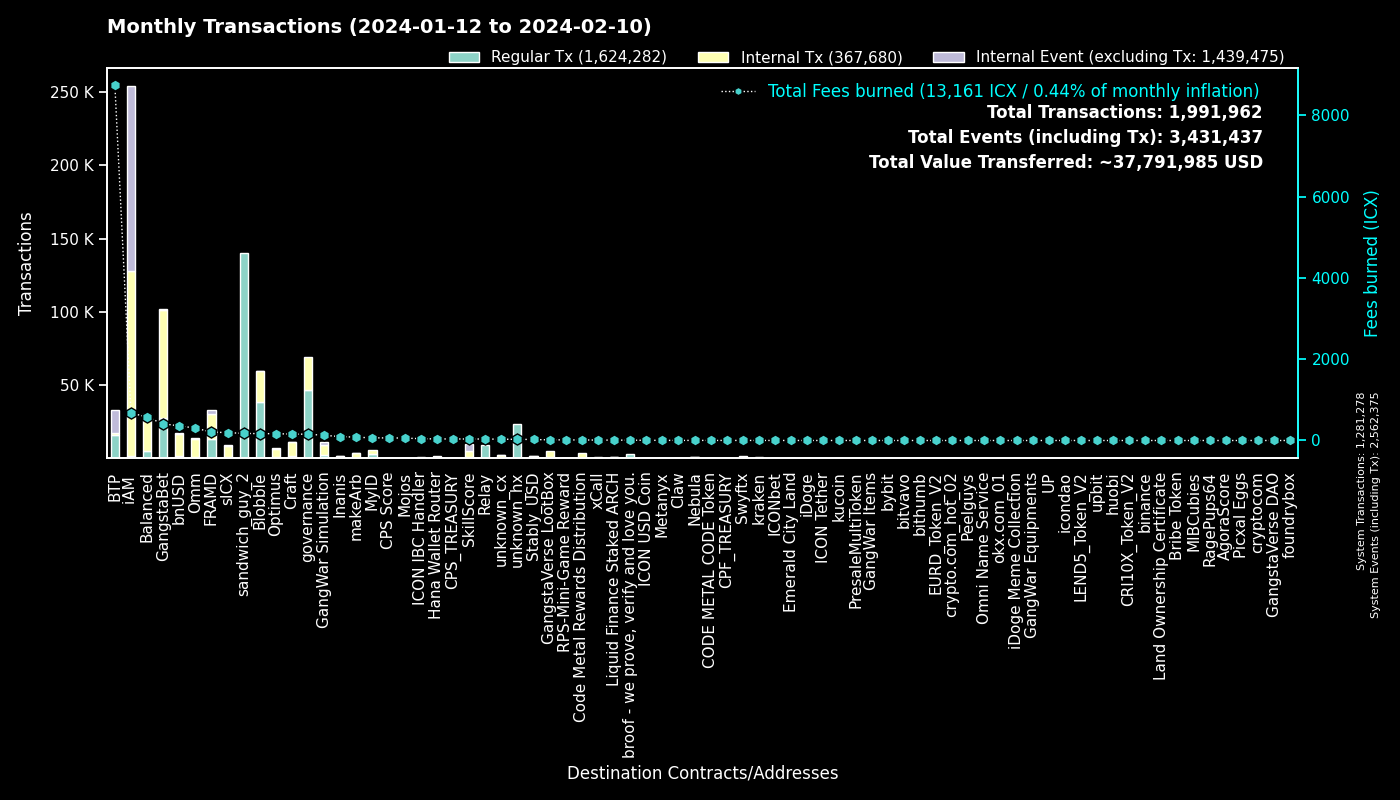 Monthly Transactions (2024-01-12 to 2024-02-10)
Regular Tx (1,624,282)
Internal Tx (367,680)
Internal Event (excluding Tx: 1,439,475)
Total Fees burned (13,161 ICX / 0.44% of monthly inflation)
Total Transactions: 1,991,962
Total Events (including Tx): 3,431,437
Total Value Transferred: ~37,791,985 USD
Transactions
250 K
200 K
150 K
100 K
50 K
8000
6000
4000
2000
0
Fees burned (ICX)
System Transactions: 1,281,278
System Events (including Tx): 2,562,375
BTP
iAM
Balanced
GangstaBet
bnUSD
Omm
FRAMD
sICX
sandwich_guy_2
Blobble
Optimus
Craft
governance
GangWar Simulation
Inanis
makeArb
MyID
CPS Score
Mojos
ICON IBC Handler
Hana Wallet Router
CPS_TREASURY
SkillScore
Relay
unknown_cx
unknown_hx
Stably_USD
GangstaVerse LootBox
RPS-Mini-Game Reward
Code Metal Rewards Distribution
xCall
Liquid Finance Staked ARCH
broof - we prove, verify and love you.
ICON USD Coin
Metanyx
Claw
Nebula
CODE METAL CODE Token
CPF_TREASURY
Swyftx
kraken
ICONbet
Emerald City Land
iDoge
ICON Tether
kucoin
PresaleMultiToken
GangWar Items
bybit
bitvavo
bithumb
EURD_Token_V2
crypto.com_hot_02
Peelguys
Omni Name Service
okx.com_01
iDoge Meme Collection
GangWar Equipments
UP
icondao
LEND5_Token_V2
upbit
huobi
CRI10X_Token_V2
binance
Land Ownership Certificate
Bribe Token
MIBCubies
RagePups64
AgoraScore
Picxal Eggs
cryptocom
GangstaVerse DAO
foundrybox
Destination Contracts/Addresses